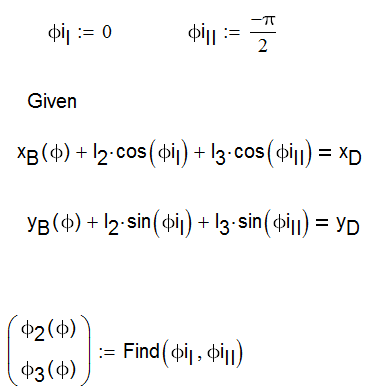 ϕi_I := 0    ϕi_II := -π/2
Given
x_B(ϕ) + l_2·cos(ϕi_I) + l_3·cos(ϕi_II) = x_D
y_B(ϕ) + l_2·sin(ϕi_I) + l_3·sin(ϕi_II) = y_D
(ϕ_2(ϕ)
ϕ_3(ϕ)) := Find(ϕi_I , ϕi_II)